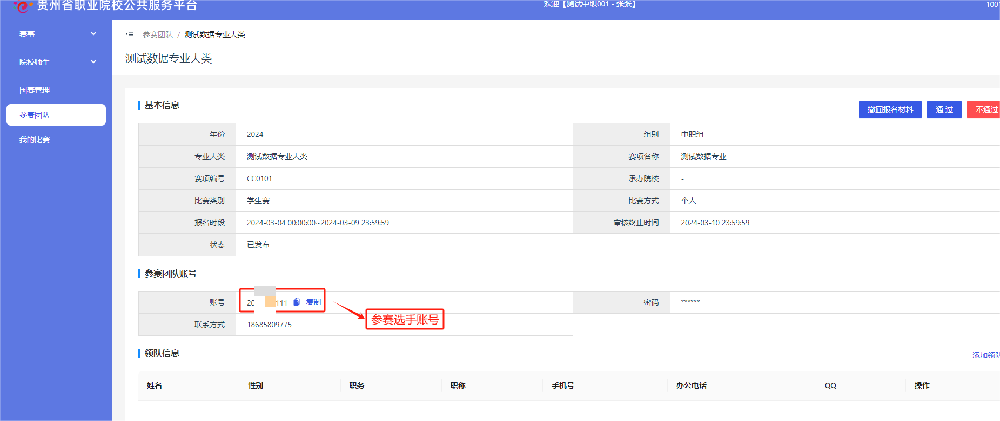 贵州省职业院校公共服务平台
欢迎【测试中职001 - 张张】
100
赛事
院校师生
国赛管理
参赛团队
我的比赛
参赛团队 / 测试数据专业大类
测试数据专业大类
基本信息
撤回报名材料 通 过 不通过
年份 2024 组别 中职组
专业大类 测试数据专业大类 赛项名称 测试数据专业
赛项编号 CC0101 承办院校 -
比赛类别 学生赛 比赛方式 个人
报名时段 2024-03-04 00:00:00~2024-03-09 23:59:59 审核终止时间 2024-03-10 23:59:59
状态 已发布
参赛团队账号
账号 20 111 复制 密码 ******
参赛选手账号
联系方式 18685809775
领队信息
添加领队
姓名 性别 职务 职称 手机号 办公电话 QQ 操作